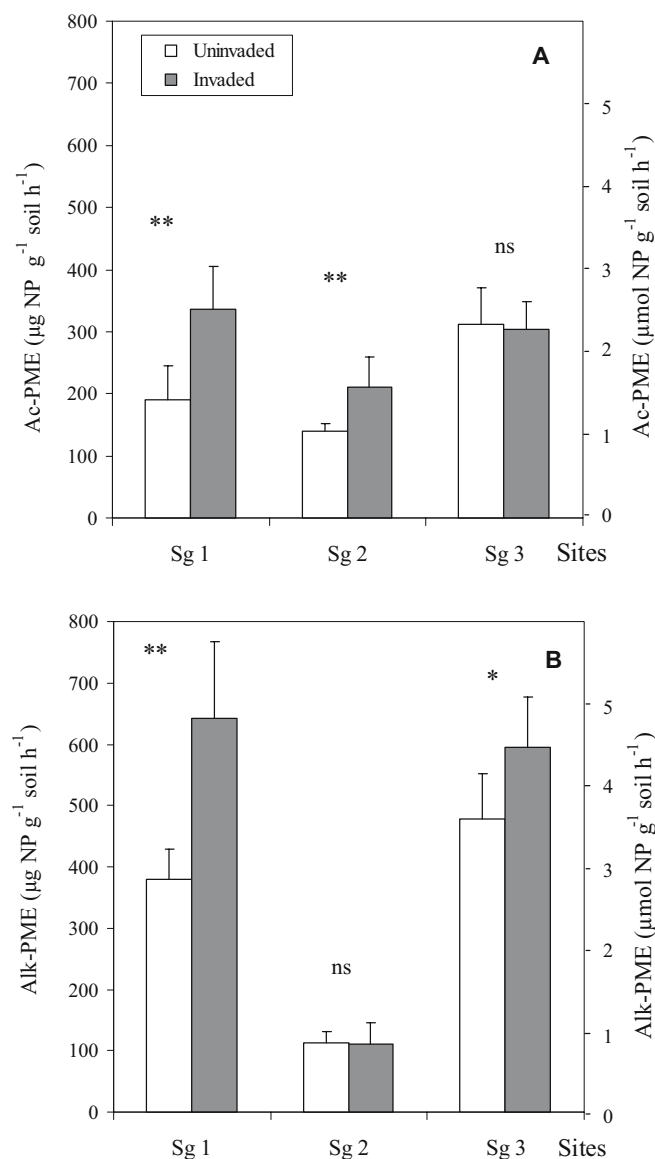 800
700
600
500
400
300
200
100
0
Ac-PME (µg NP g⁻¹ soil h⁻¹)
Uninvaded
Invaded
A
**
**
ns
5
4
3
2
1
0
Ac-PME (µmol NP g⁻¹ soil h⁻¹)
Sg 1 Sg 2 Sg 3 Sites
800
700
600
500
400
300
200
100
0
Alk-PME (µg NP g⁻¹ soil h⁻¹)
B
**
ns
*
5
4
3
2
1
0
Alk-PME (µmol NP g⁻¹ soil h⁻¹)
Sg 1 Sg 2 Sg 3 Sites